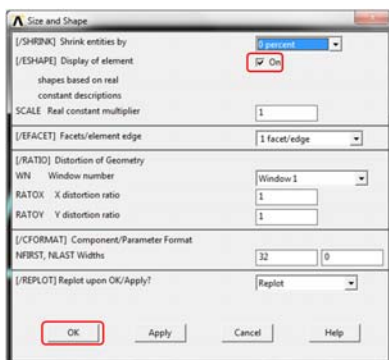 Size and Shape
[/SHRINK] Shrink entities by 0 percent
[/ESHAPE] Display of element On
shapes based on real
constant descriptions
SCALE Real constant multiplier 1
[/EFACET] Facets/element edge 1 facet/edge
[/RATIO] Distortion of Geometry
WN Window number Window 1
RATOX X distortion ratio 1
RATOY Y distortion ratio 1
[/CFORMAT] Component/Parameter Format
NFIRST, NLAST Widths 32 0
[/REPLOT] Replot upon OK/Apply? Replot
OK Apply Cancel Help